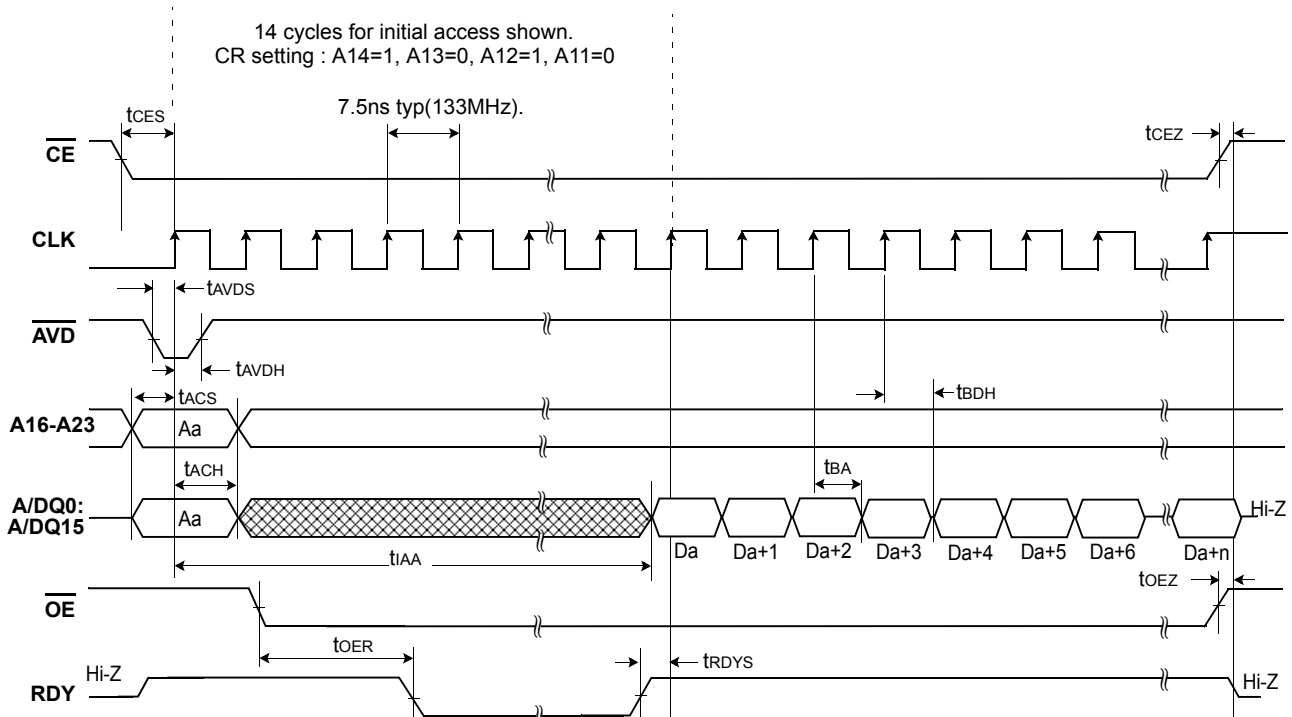 14 cycles for initial access shown.
CR setting : A14=1, A13=0, A12=1, A11=0
7.5ns typ(133MHz).
tCES
tCEZ
CE
CLK
tAVDS
AVD
tAVDH
tACS
tBDH
A16-A23
Aa
tACH
tBA
A/DQ0:
A/DQ15
Aa
Hi-Z
Da Da+1 Da+2 Da+3 Da+4 Da+5 Da+6 Da+n
tIAA
tOEZ
OE
tOER
tRDYS
Hi-Z
RDY
Hi-Z